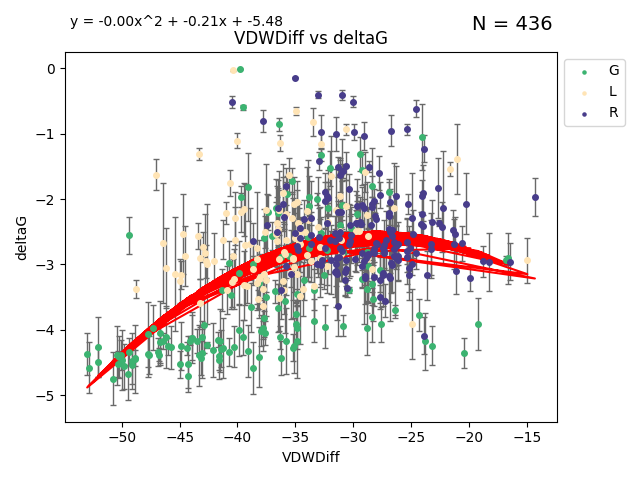 y = -0.00x^2 + -0.21x + -5.48
N = 436
VDWDiff vs deltaG
G
L
R
0
−1
−2
−3
−4
−5
deltaG
−50 −45 −40 −35 −30 −25 −20 −15
VDWDiff